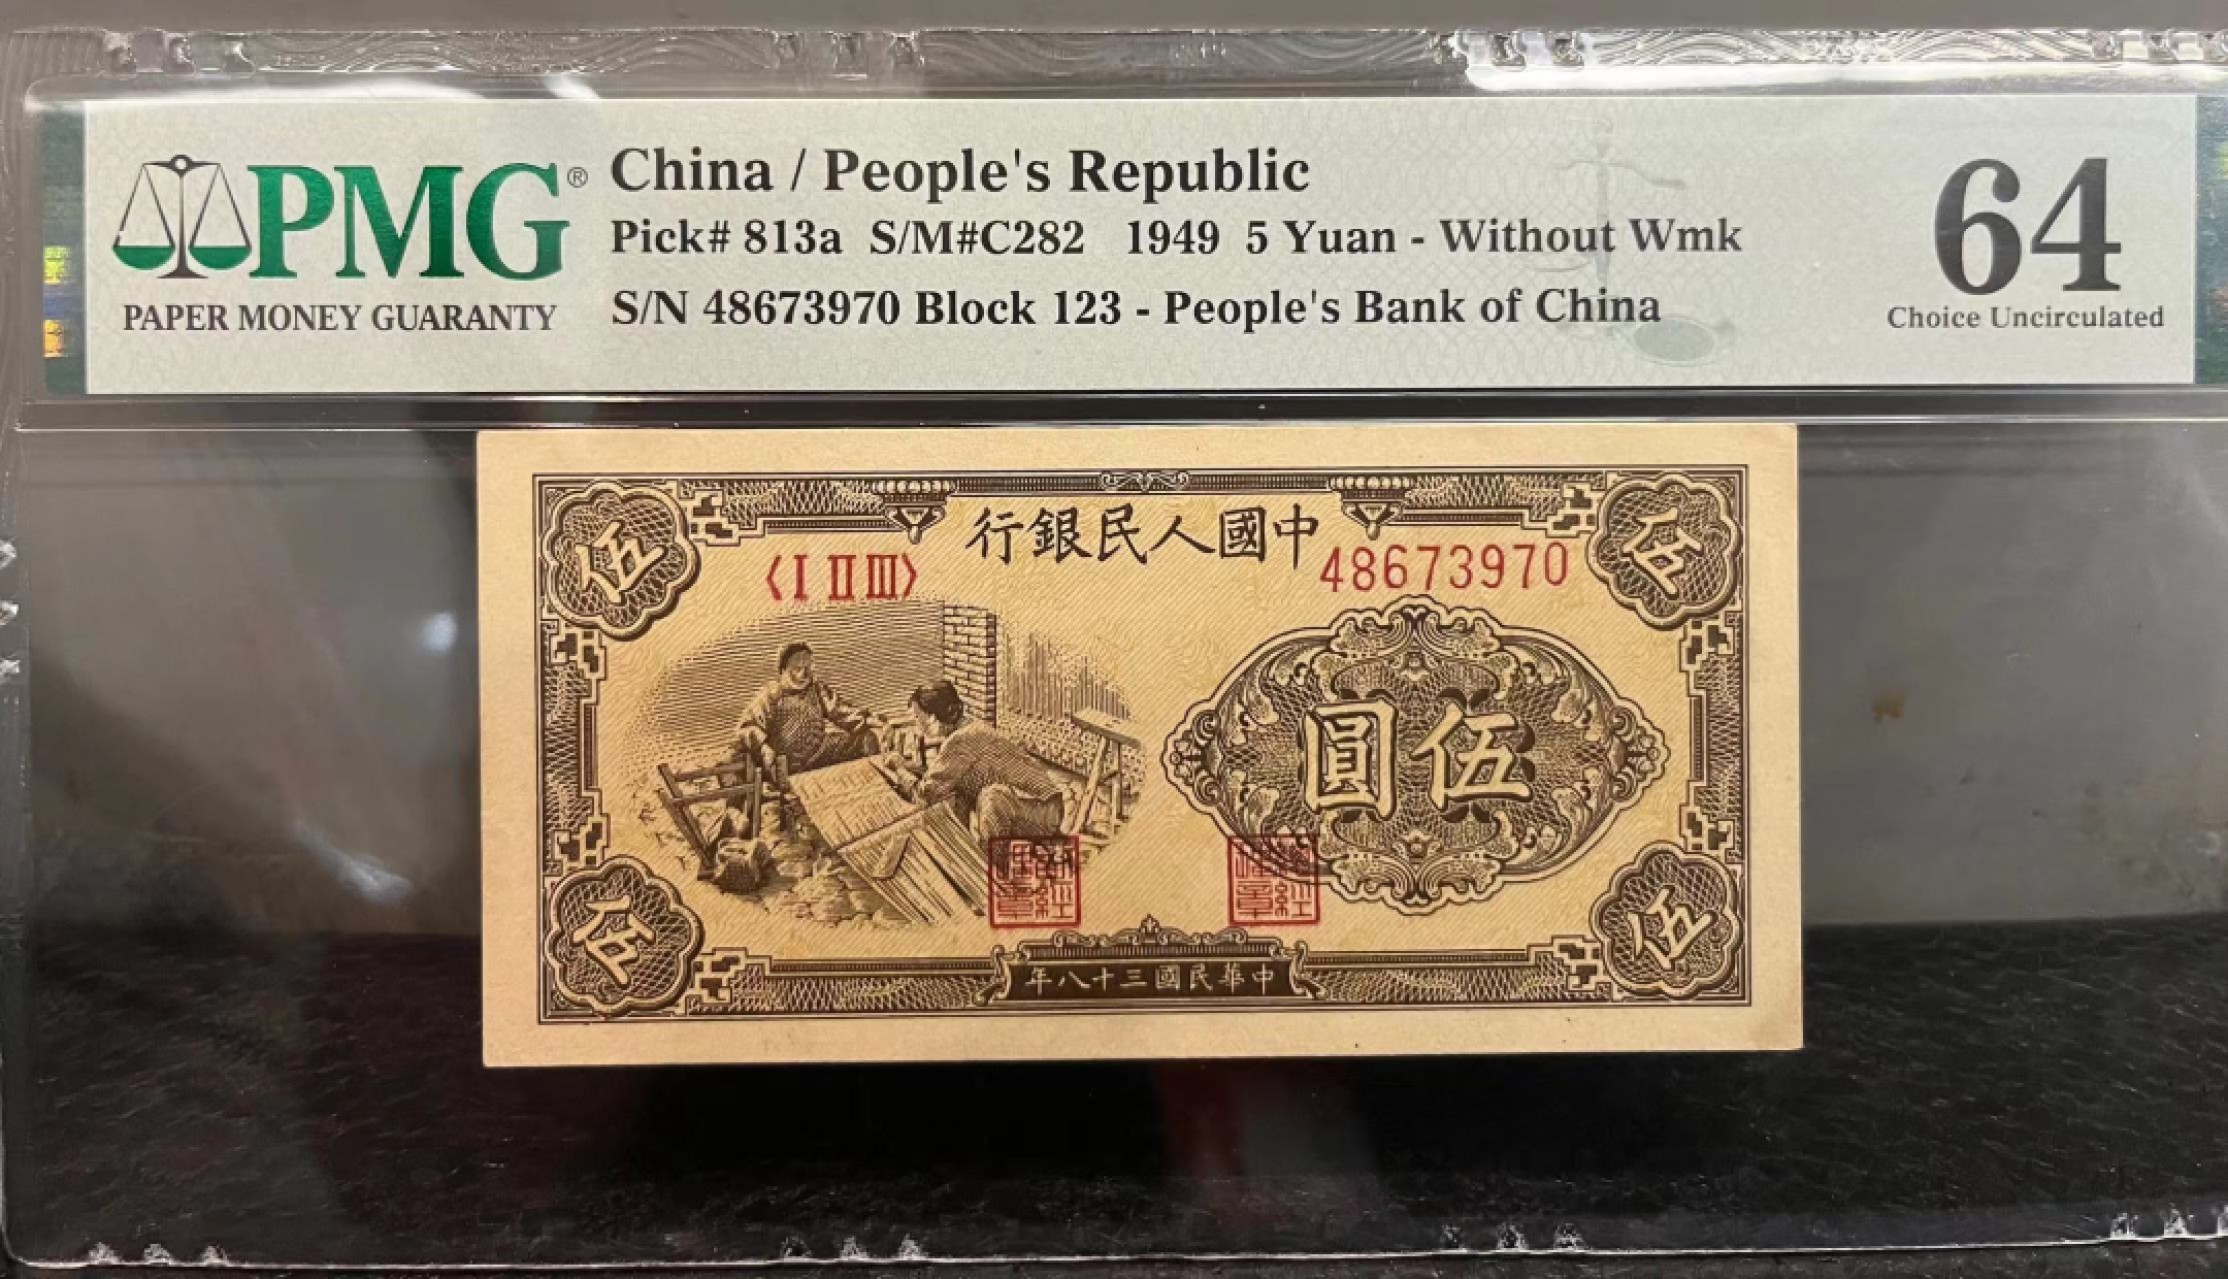 PMG®
PAPER MONEY GUARANTY
China / People's Republic
Pick# 813a S/M#C282 1949 5 Yuan - Without Wmk
S/N 48673970 Block 123 - People's Bank of China
64
Choice Uncirculated
行銀民人國中
〈I II III〉
48673970
伍
伍
圓伍
伍
伍
年八十三國民華中